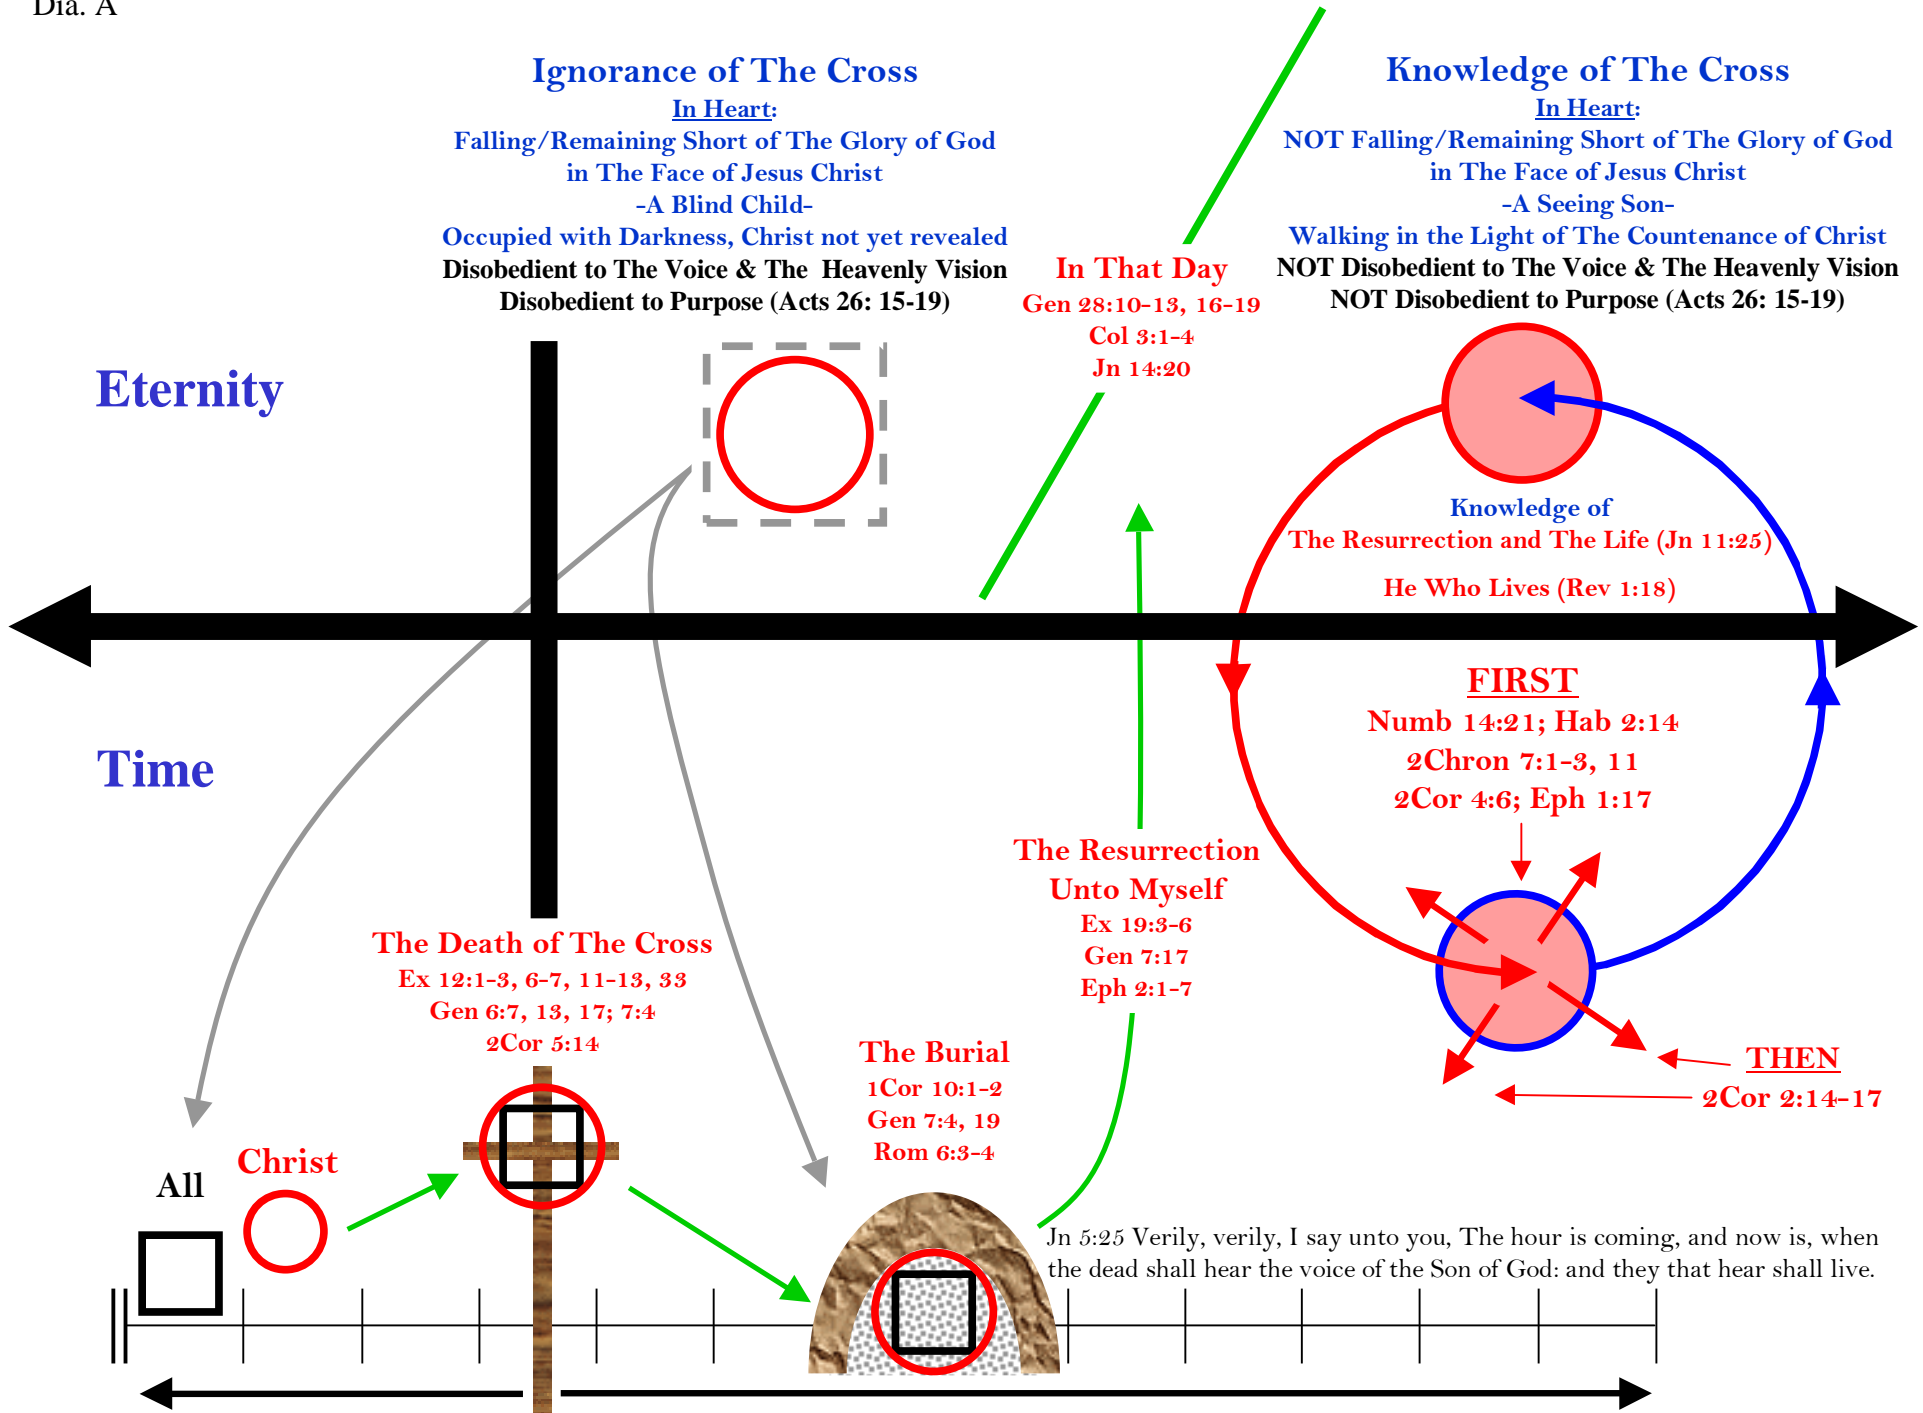 Dia. A
Ignorance of The Cross
In Heart:
Falling/Remaining Short of The Glory of God
in The Face of Jesus Christ
-A Blind Child-
Occupied with Darkness, Christ not yet revealed
Disobedient to The Voice & The Heavenly Vision
Disobedient to Purpose (Acts 26: 15-19)
Knowledge of The Cross
In Heart:
NOT Falling/Remaining Short of The Glory of God
in The Face of Jesus Christ
-A Seeing Son-
Walking in the Light of The Countenance of Christ
NOT Disobedient to The Voice & The Heavenly Vision
NOT Disobedient to Purpose (Acts 26: 15-19)
In That Day
Gen 28:10-13, 16-19
Col 3:1-4
Jn 14:20
Eternity
Knowledge of
The Resurrection and The Life (Jn 11:25)
He Who Lives (Rev 1:18)
Time
FIRST
Numb 14:21; Hab 2:14
2Chron 7:1-3, 11
2Cor 4:6; Eph 1:17
The Resurrection
Unto Myself
Ex 19:3-6
Gen 7:17
Eph 2:1-7
The Death of The Cross
Ex 12:1-3, 6-7, 11-13, 33
Gen 6:7, 13, 17; 7:4
2Cor 5:14
The Burial
1Cor 10:1-2
Gen 7:4, 19
Rom 6:3-4
THEN
2Cor 2:14-17
All
Christ
Jn 5:25 Verily, verily, I say unto you, The hour is coming, and now is, when
the dead shall hear the voice of the Son of God: and they that hear shall live.